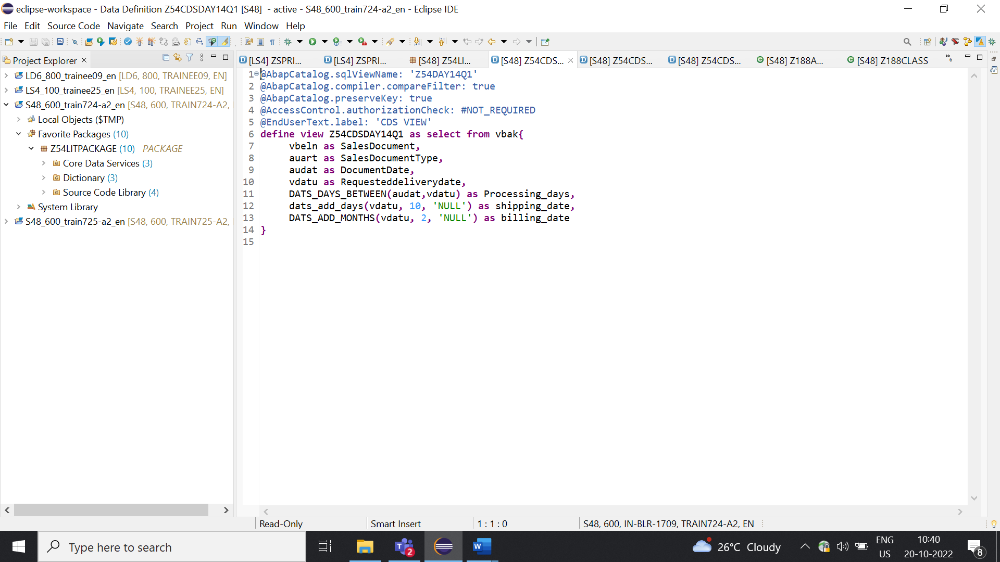 eclipse-workspace - Data Definition Z54CDSDAY14Q1 [S48]  - active - S48_600_train724-a2_en - Eclipse IDE
File Edit Source Code Navigate Search Project Run Window Help
Project Explorer
[LS4] ZSPRI... [LS4] ZSPRI... [S48] Z54LI... [S48] Z54CDS... [S48] Z54CDS... [S48] Z54CDS... [S48] Z188A... [S48] Z188CLASS »6
LD6_800_trainee09_en [LD6, 800, TRAINEE09, EN]
LS4_100_trainee25_en [LS4, 100, TRAINEE25, EN]
S48_600_train724-a2_en [S48, 600, TRAIN724-A2,
Local Objects ($TMP)
Favorite Packages (10)
Z54LITPACKAGE (10) PACKAGE
Core Data Services (3)
Dictionary (3)
Source Code Library (4)
System Library
S48_600_train725-a2_en [S48, 600, TRAIN725-A2,
1 @AbapCatalog.sqlViewName: 'Z54DAY14Q1'
2 @AbapCatalog.compiler.compareFilter: true
3 @AbapCatalog.preserveKey: true
4 @AccessControl.authorizationCheck: #NOT_REQUIRED
5 @EndUserText.label: 'CDS VIEW'
6 define view Z54CDSDAY14Q1 as select from vbak{
7 vbeln as SalesDocument,
8 auart as SalesDocumentType,
9 audat as DocumentDate,
10 vdatu as Requesteddeliverydate,
11 DATS_DAYS_BETWEEN(audat,vdatu) as Processing_days,
12 dats_add_days(vdatu, 10, 'NULL') as shipping_date,
13 DATS_ADD_MONTHS(vdatu, 2, 'NULL') as billing_date
14 }
15
Read-Only Smart Insert 1 : 1 : 0 S48, 600, IN-BLR-1709, TRAIN724-A2, EN
Type here to search
2
26°C Cloudy
ENG
US
10:40
20-10-2022
8